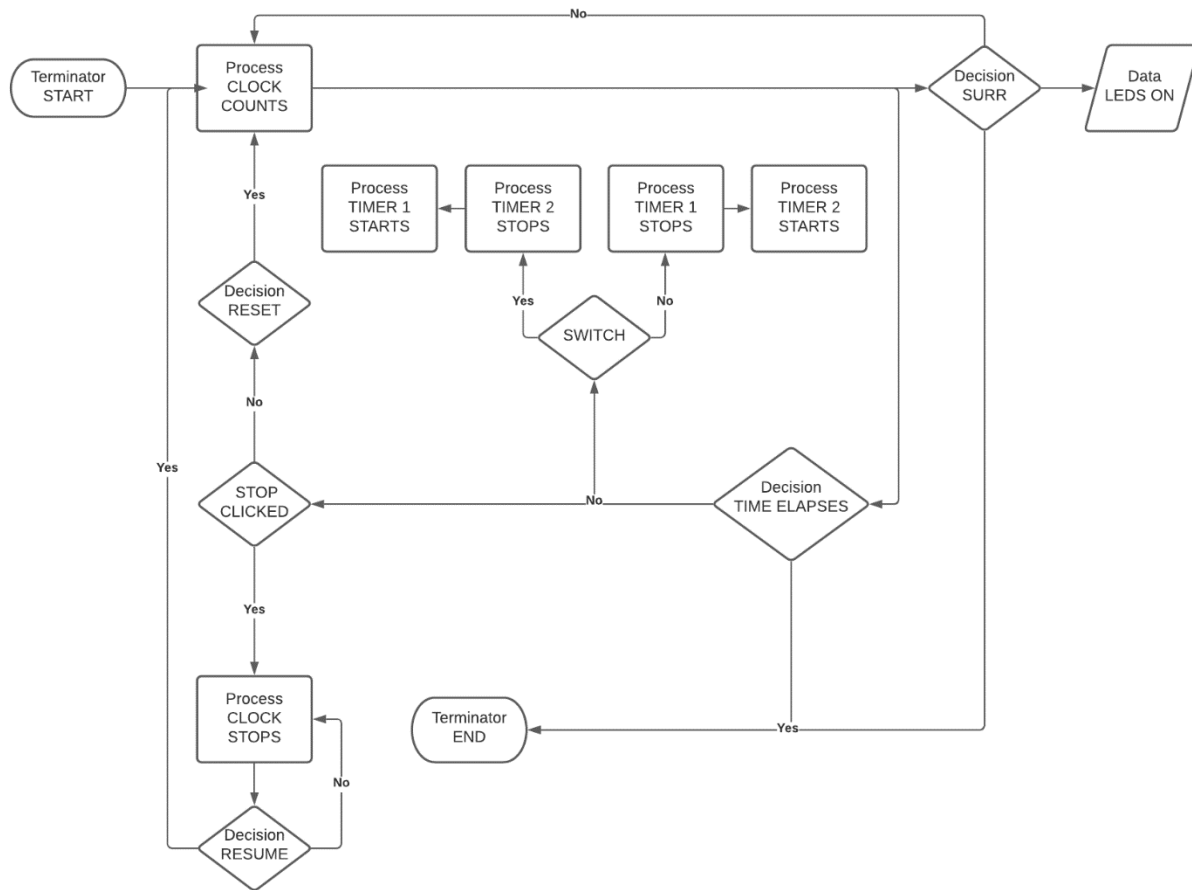 No
Terminator
START
Process
CLOCK
COUNTS
Decision
SURR
Data
LEDS ON
Yes
Process
TIMER 1
STARTS
Process
TIMER 2
STOPS
Process
TIMER 1
STOPS
Process
TIMER 2
STARTS
Decision
RESET
Yes
No
SWITCH
No
Yes
STOP
CLICKED
No
Decision
TIME ELAPSES
Yes
Process
CLOCK
STOPS
Terminator
END
Yes
No
Decision
RESUME